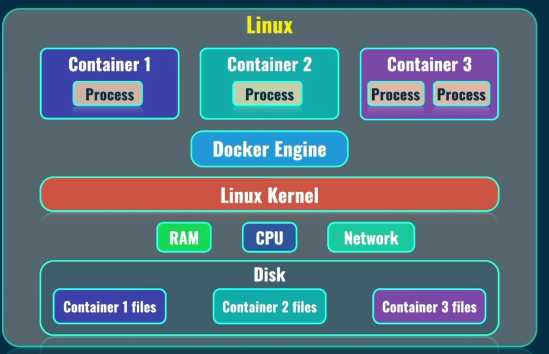 Linux
Container 1
Container 2
Container 3
Process
Process
Process
Process
Docker Engine
Linux Kernel
RAM
CPU
Network
Disk
Container 1 files
Container 2 files
Container 3 files